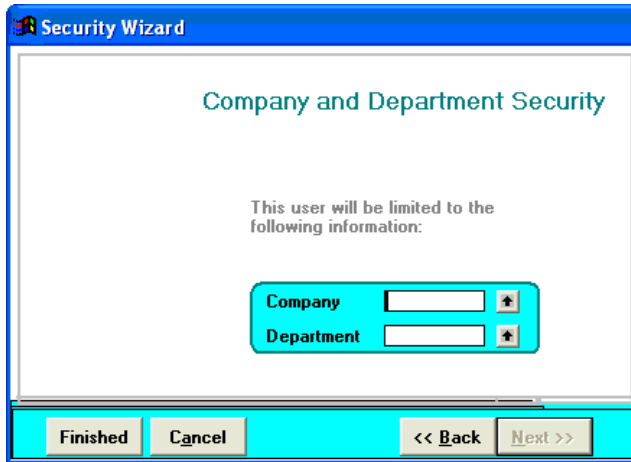 Security Wizard
Company and Department Security
This user will be limited to the
following information:
Company
Department
Finished Cancel << Back Next >>